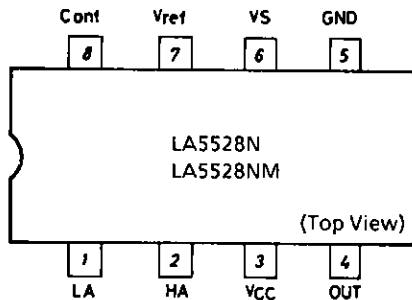 Cont Vref VS GND
8 7 6 5
LA5528N
LA5528NM
(Top View)
1 2 3 4
LA HA VCC OUT